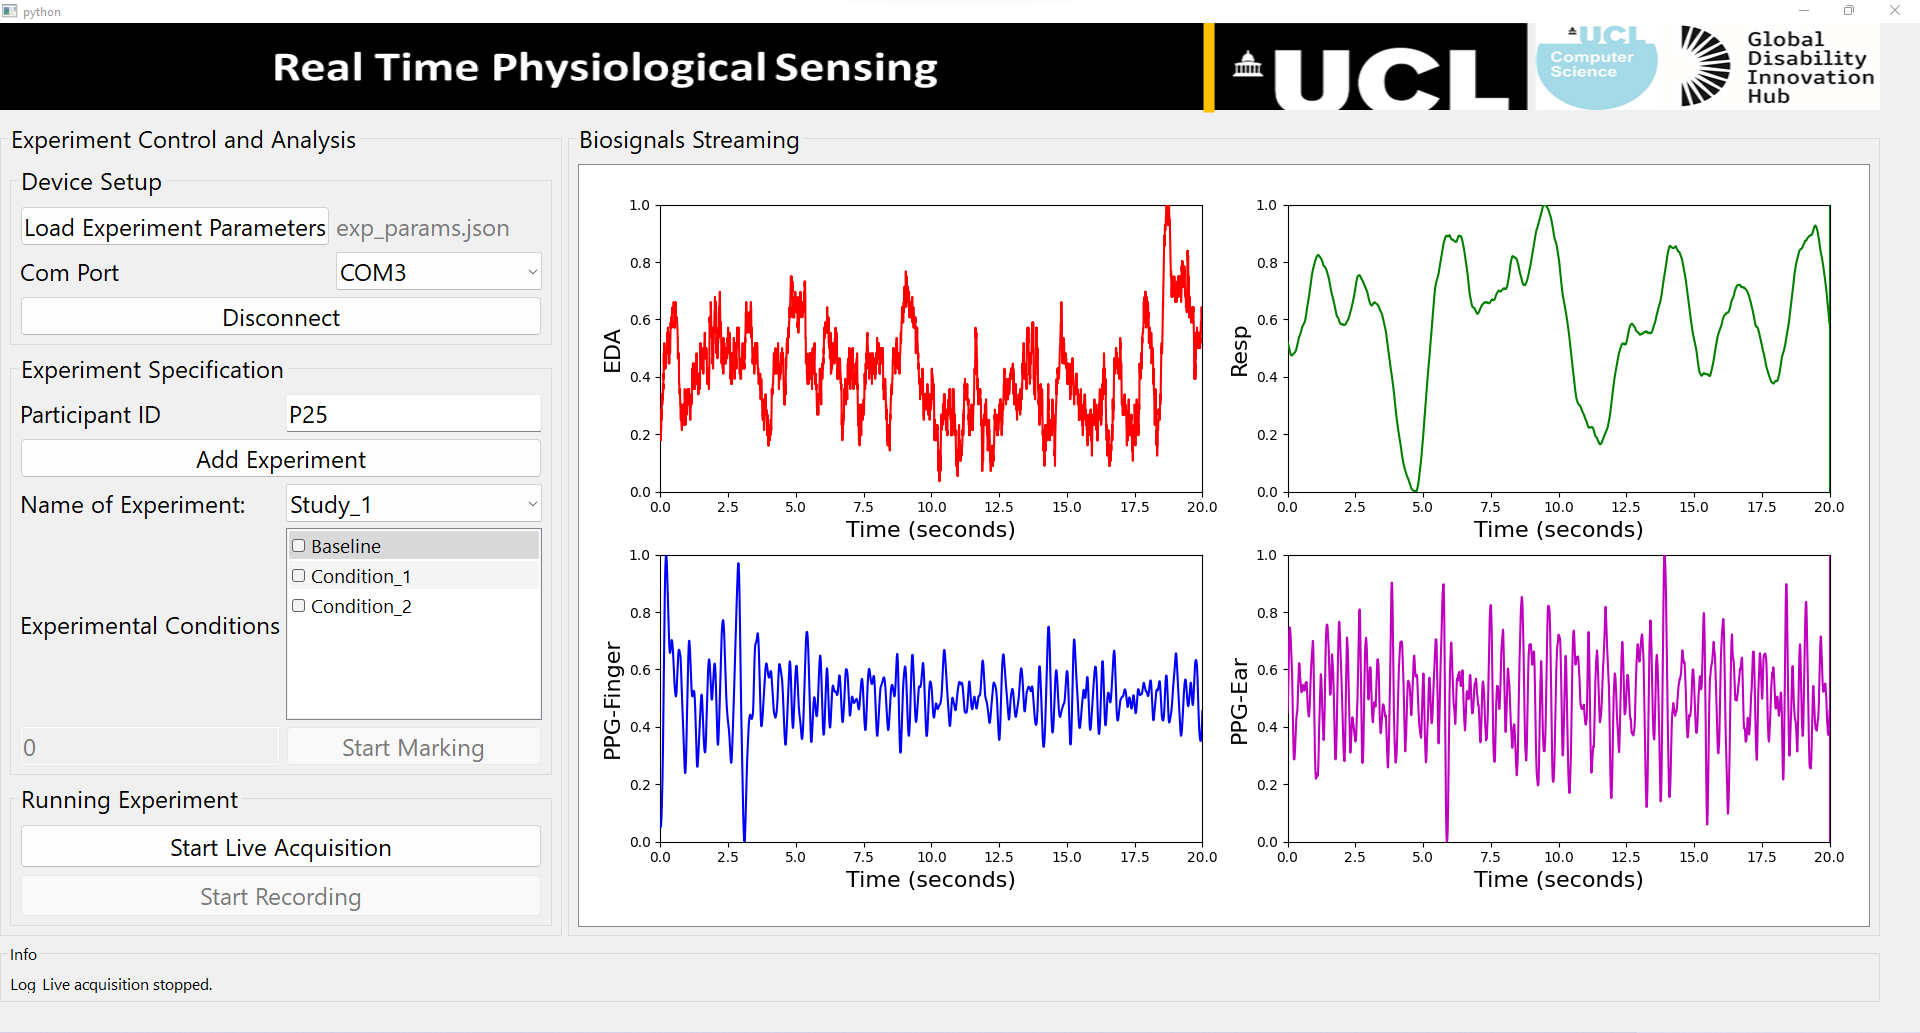 python
Real Time Physiological Sensing
UCL
UCL
Computer
Science
Global
Disability
Innovation
Hub
Experiment Control and Analysis
Device Setup
Load Experiment Parameters exp_params.json
Com Port COM3
Disconnect
Experiment Specification
Participant ID P25
Add Experiment
Name of Experiment: Study_1
Baseline
Condition_1
Condition_2
Experimental Conditions
0 Start Marking
Running Experiment
Start Live Acquisition
Start Recording
Biosignals Streaming
EDA
1.0
0.8
0.6
0.4
0.2
0.0
0.0 2.5 5.0 7.5 10.0 12.5 15.0 17.5 20.0
Time (seconds)
Resp
1.0
0.8
0.6
0.4
0.2
0.0
0.0 2.5 5.0 7.5 10.0 12.5 15.0 17.5 20.0
Time (seconds)
PPG-Finger
1.0
0.8
0.6
0.4
0.2
0.0
0.0 2.5 5.0 7.5 10.0 12.5 15.0 17.5 20.0
Time (seconds)
PPG-Ear
1.0
0.8
0.6
0.4
0.2
0.0
0.0 2.5 5.0 7.5 10.0 12.5 15.0 17.5 20.0
Time (seconds)
Info
Log Live acquisition stopped.